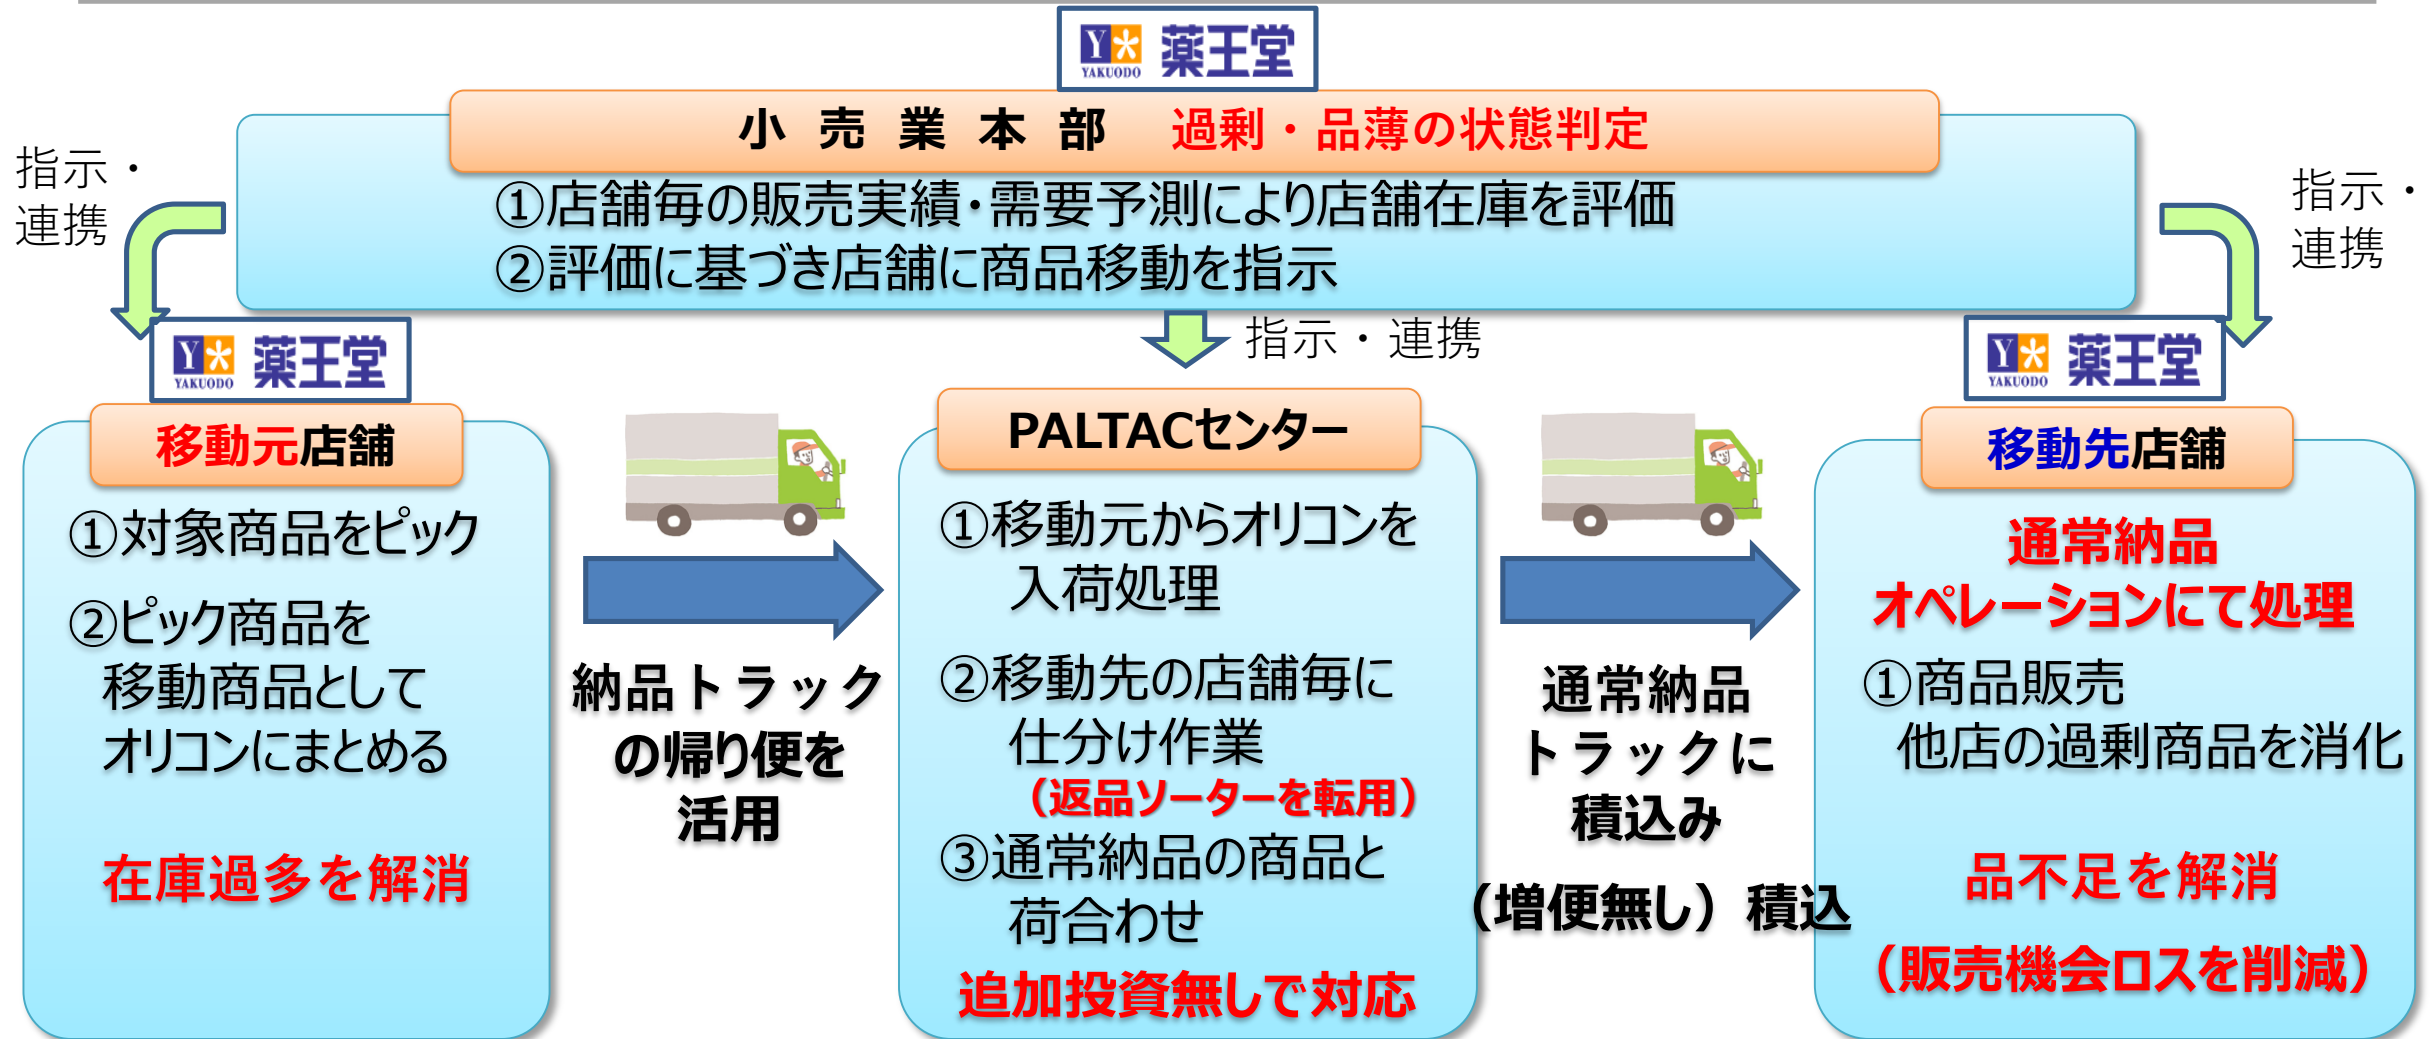 Y* 薬王堂
YAKUODO
小売業本部 過剰・品薄の状態判定
①店舗毎の販売実績・需要予測により店舗在庫を評価
②評価に基づき店舗に商品移動を指示
指示・
連携
指示・
連携
指示・連携
Y* 薬王堂
YAKUODO
移動元店舗
①対象商品をピック
②ピック商品を
移動商品として
オリコンにまとめる
在庫過多を解消
納品トラック
の帰り便を
活用
PALTACセンター
①移動元からオリコンを
入荷処理
②移動先の店舗毎に
仕分け作業
（返品ソーターを転用）
③通常納品の商品と
荷合わせ
追加投資無しで対応
通常納品
トラックに
積込み
（増便無し）積込
Y* 薬王堂
YAKUODO
移動先店舗
通常納品
オペレーションにて処理
①商品販売
他店の過剰商品を消化
品不足を解消
（販売機会ロスを削減）